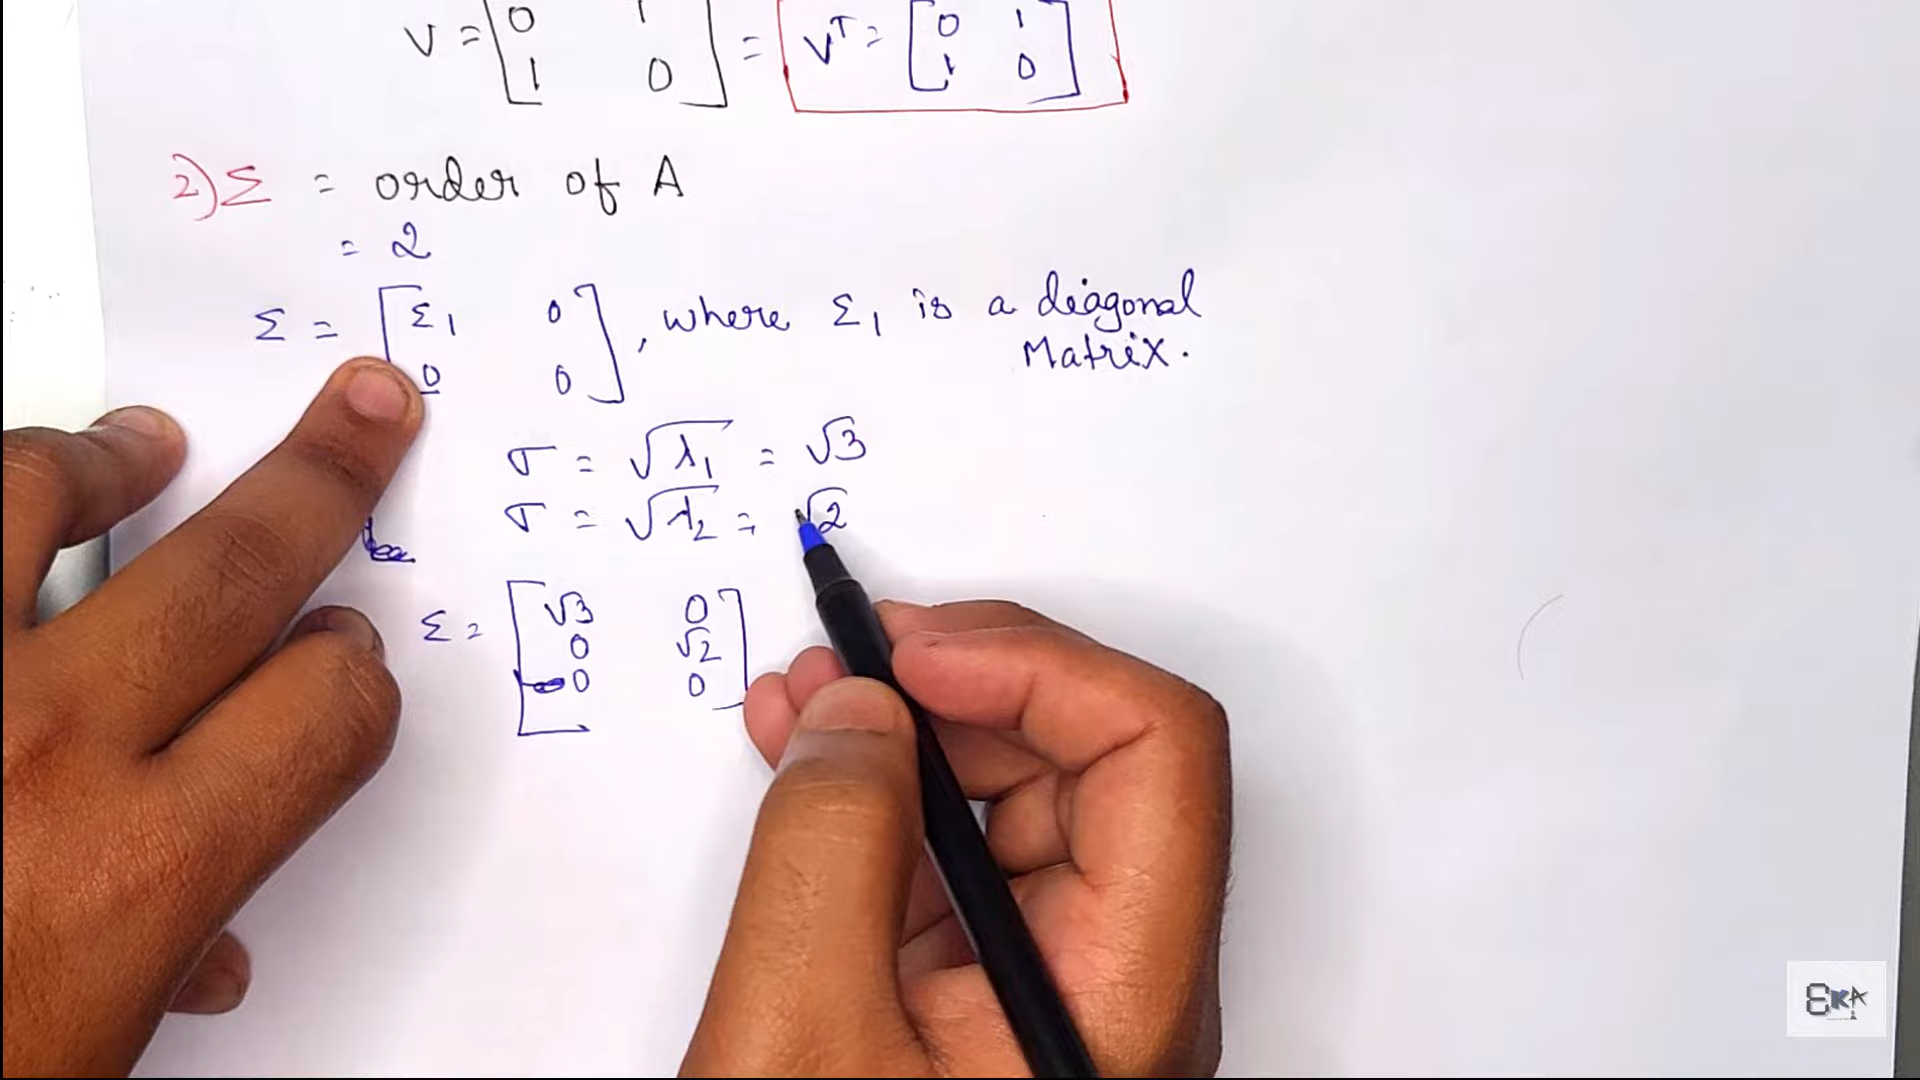 V = [0 1 = V^T = [0 1
1 0] 1 0]
2) Σ = order of A
= 2
Σ = [Σ1 0
0 0], where Σ1 is a diagonal
Matrix.
σ = √λ1 = √3
σ = √λ2 = √2
Σ = [√3 0
0 √2
0 0]
EKA